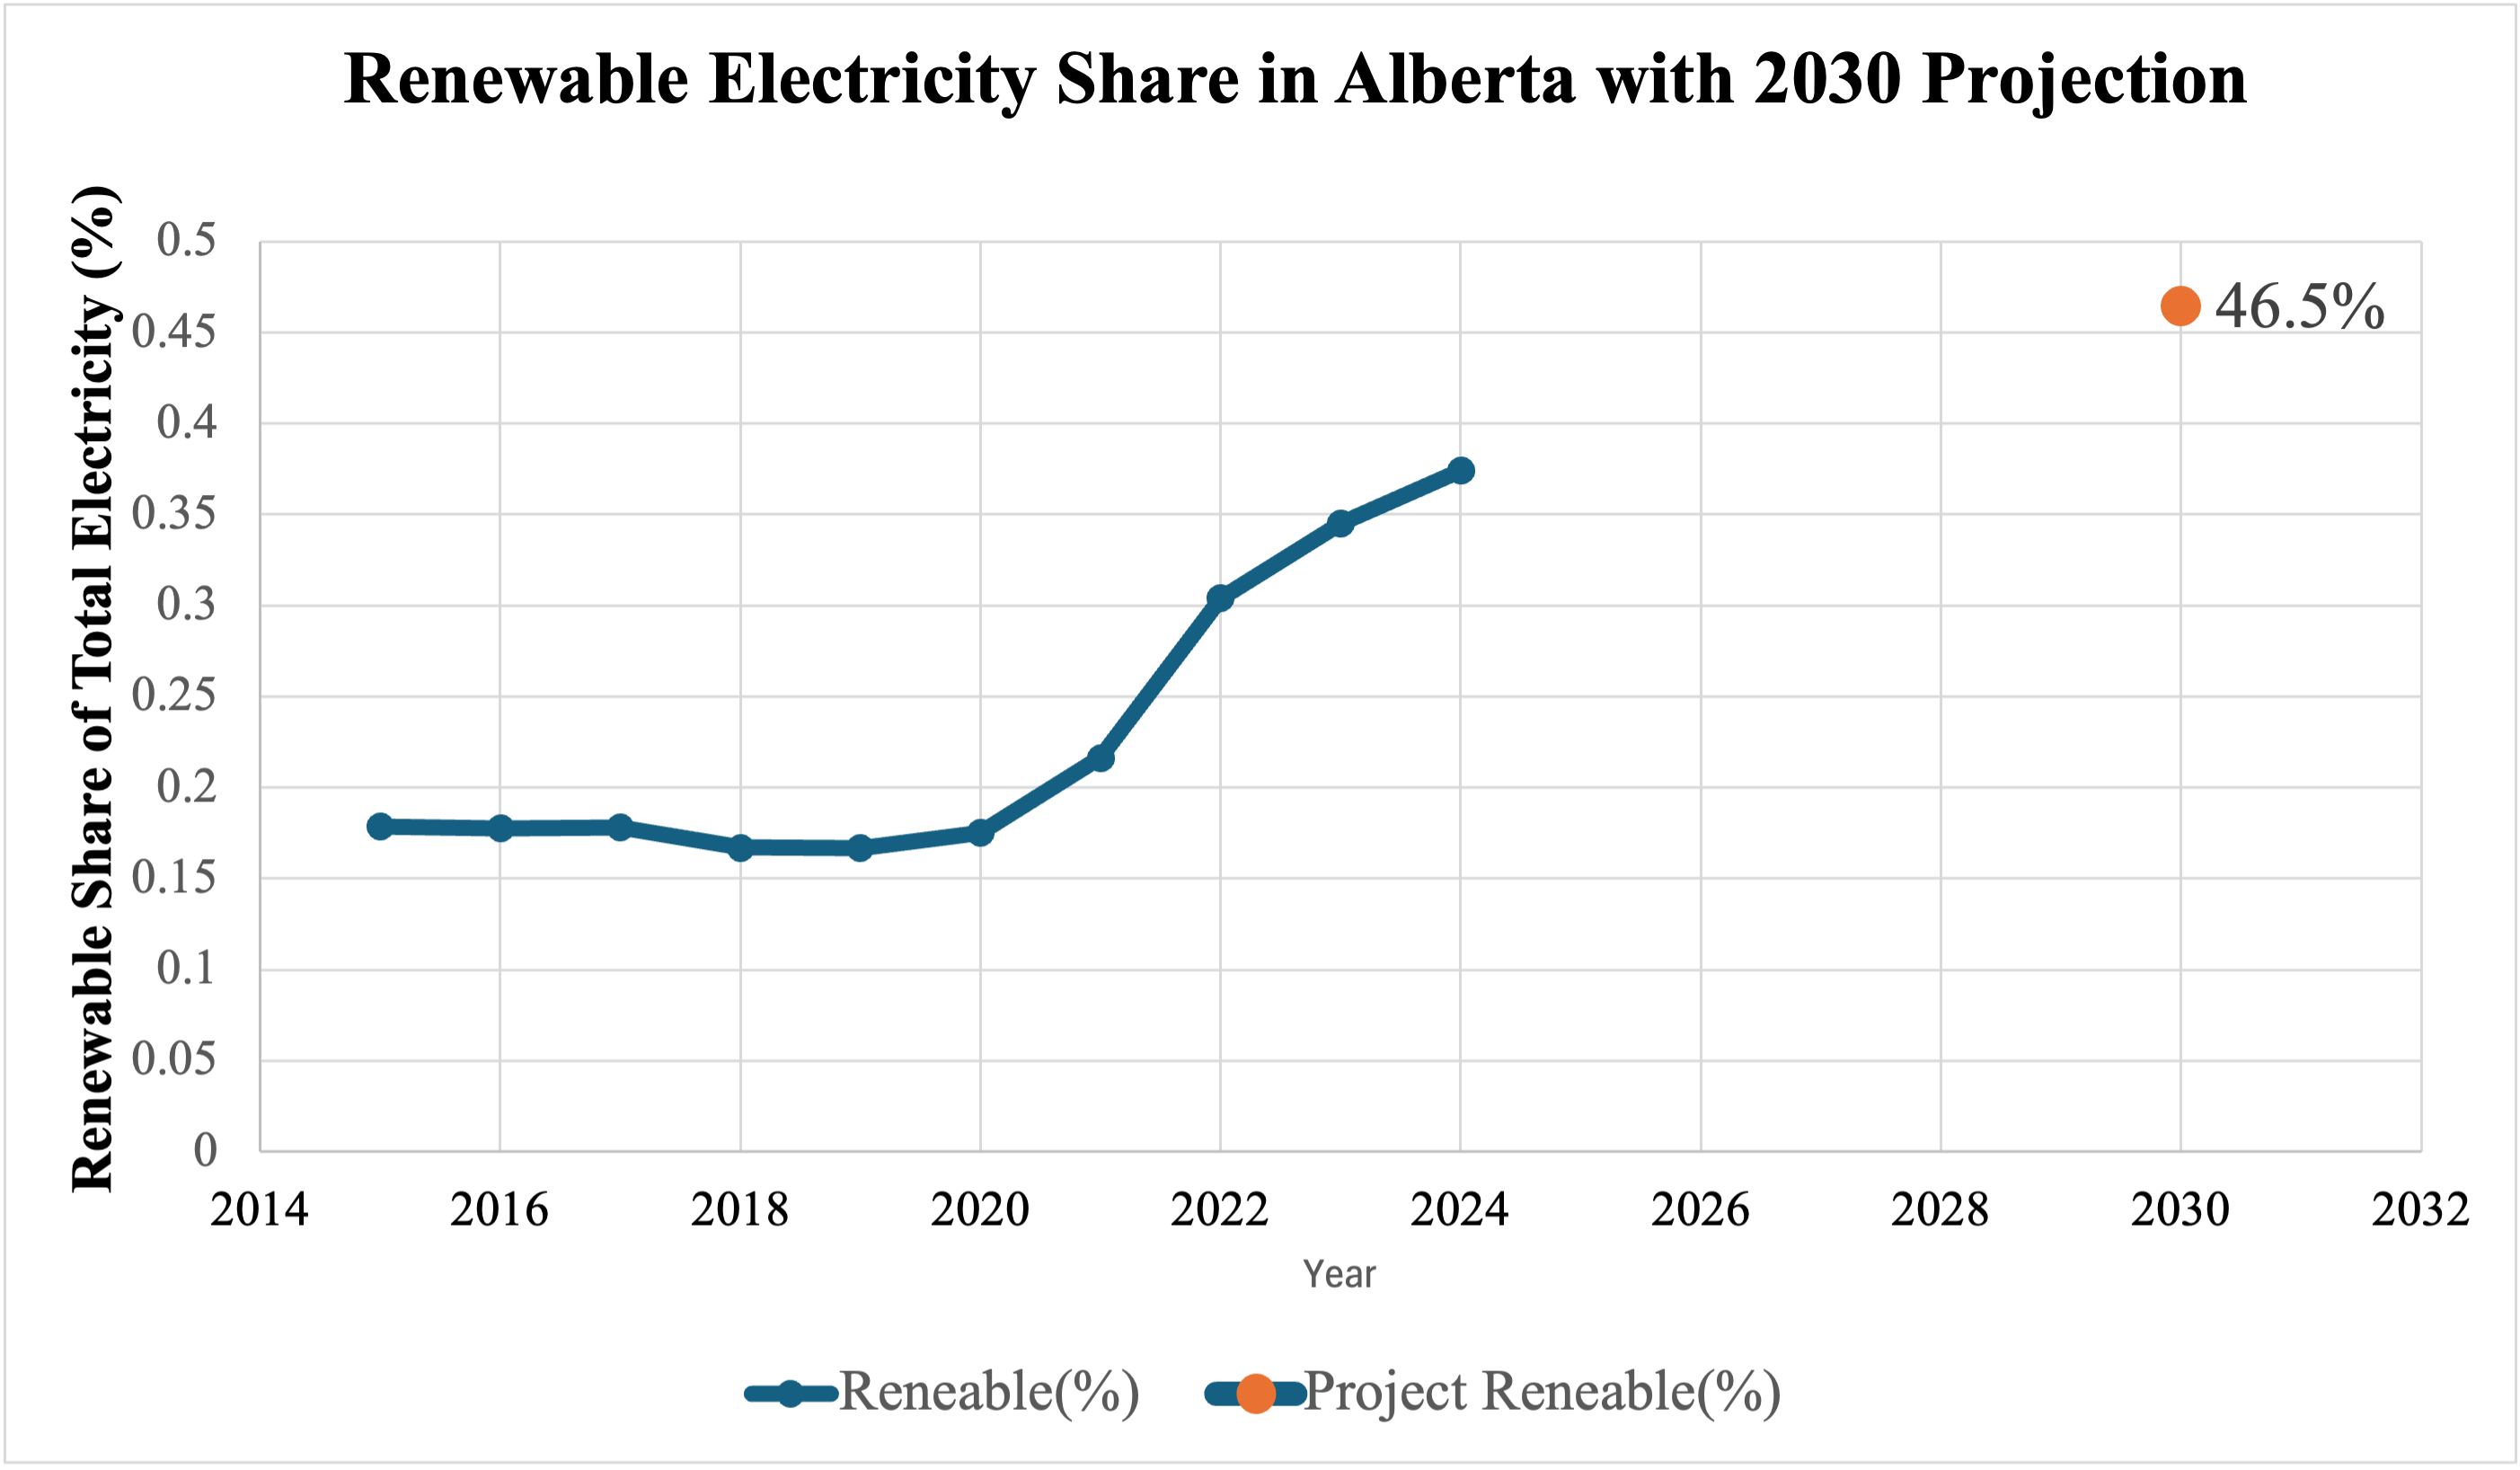 Renewable Electricity Share in Alberta with 2030 Projection
Renewable Share of Total Electricity (%)
0.5
0.45
0.4
0.35
0.3
0.25
0.2
0.15
0.1
0.05
0
46.5%
2014 2016 2018 2020 2022 2024 2026 2028 2030 2032
Year
Reneable(%) Project Reneable(%)